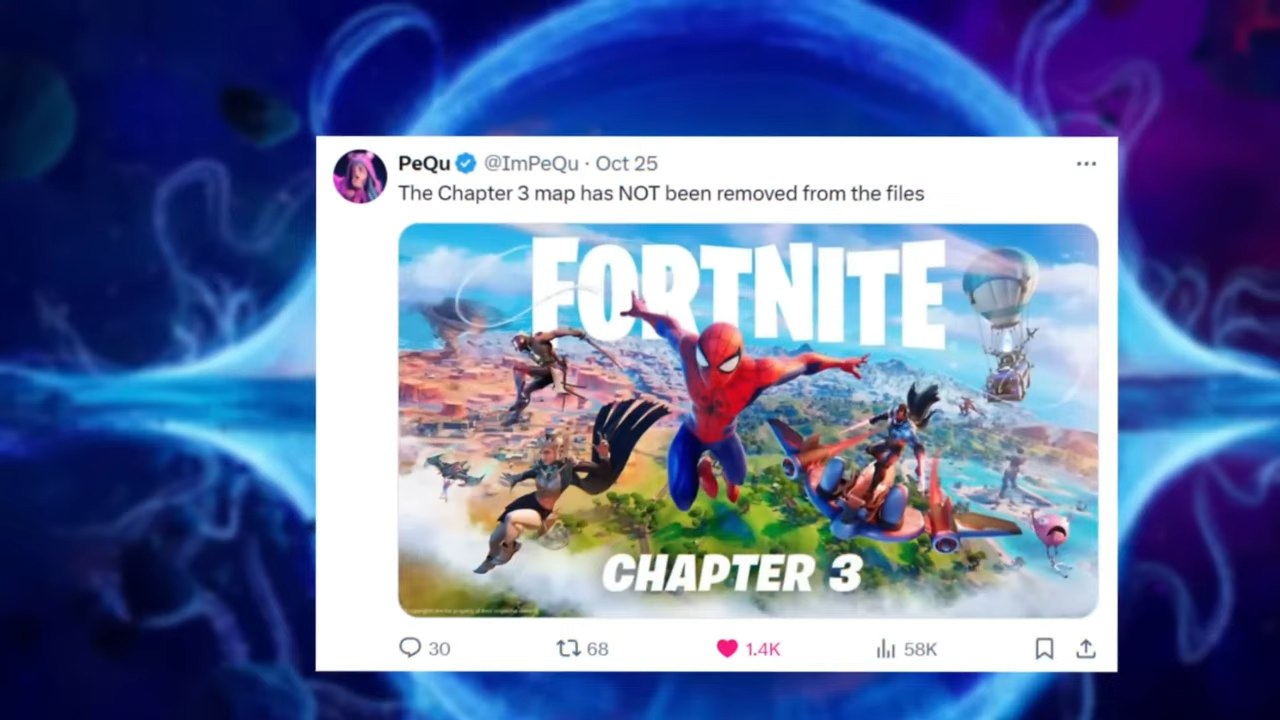 PeQu @ImPeQu · Oct 25
The Chapter 3 map has NOT been removed from the files
FORTNITE
CHAPTER 3
30 68 1.4K 58K